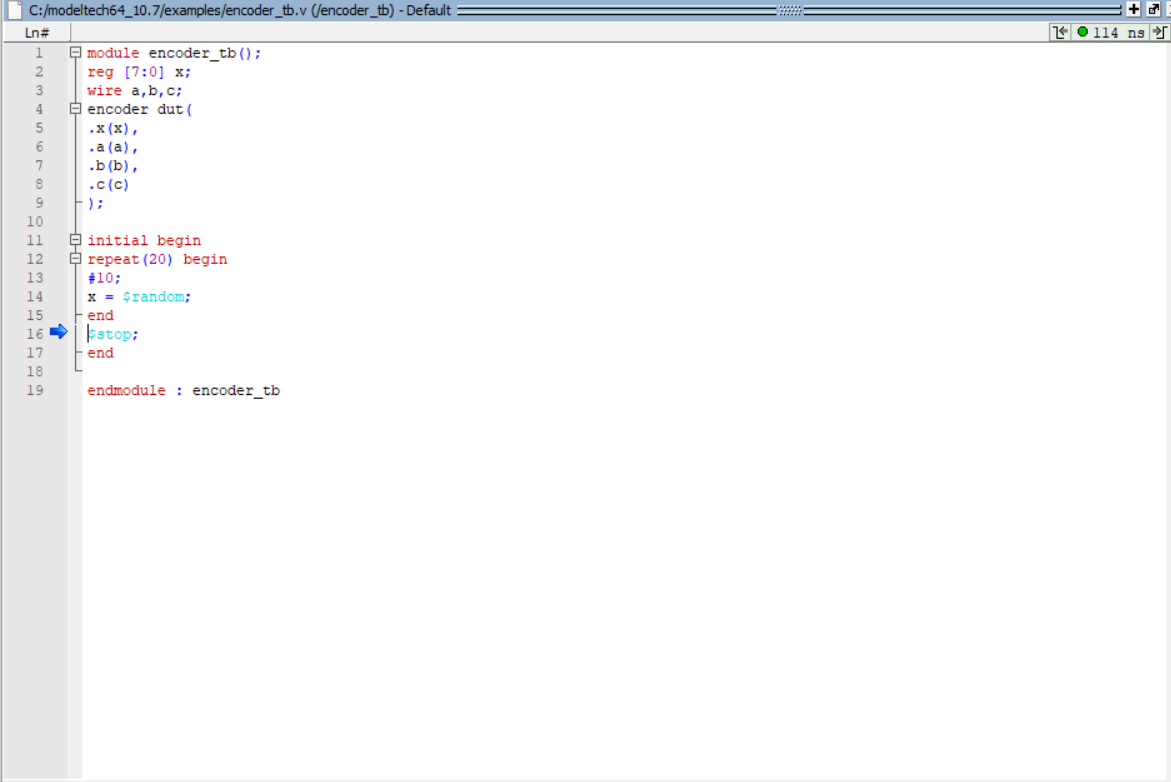 C:/modeltech64_10.7/examples/encoder_tb.v (/encoder_tb) - Default
Ln#
114 ns
1 module encoder_tb();
2 reg [7:0] x;
3 wire a,b,c;
4 encoder dut(
5 .x(x),
6 .a(a),
7 .b(b),
8 .c(c)
9 );
10
11 initial begin
12 repeat(20) begin
13 #10;
14 x = $random;
15 end
16 $stop;
17 end
18
19 endmodule : encoder_tb